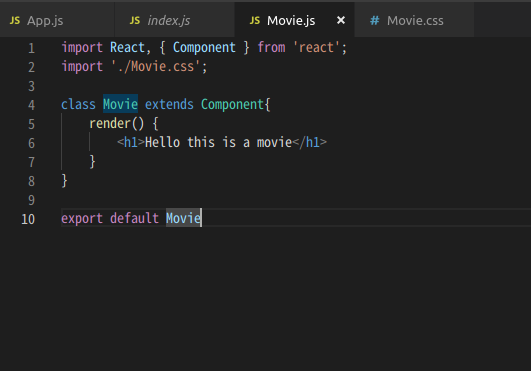 JS App.js JS index.js JS Movie.js × # Movie.css
1 import React, { Component } from 'react';
2 import './Movie.css';
3
4 class Movie extends Component{
5 render() {
6 <h1>Hello this is a movie</h1>
7 }
8 }
9
10 export default Movie